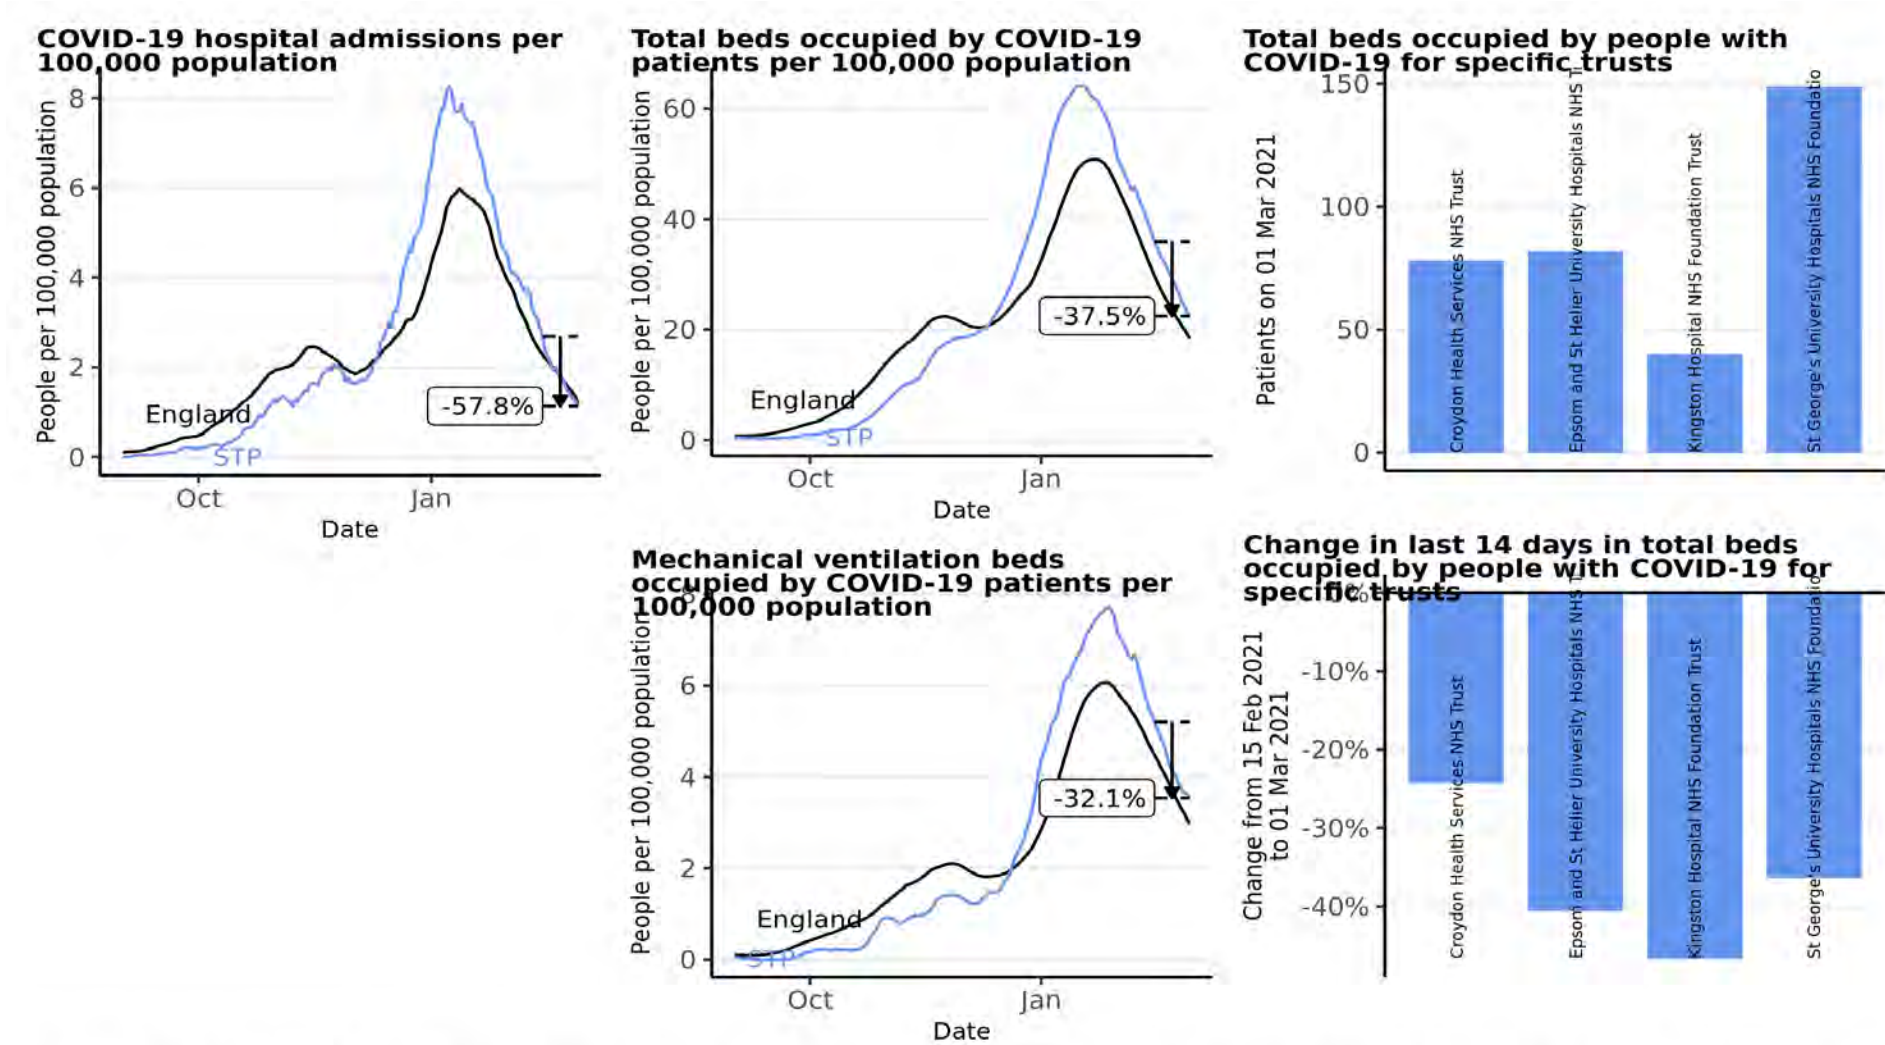 COVID-19 hospital admissions per
100,000 population
People per 100,000 population
8
6
4
2
0
England
STP
-57.8%
Oct
Jan
Date
Total beds occupied by COVID-19
patients per 100,000 population
People per 100,000 population
60
40
20
0
England
STP
-37.5%
Oct
Jan
Date
Total beds occupied by people with
COVID-19 for specific trusts
Patients on 01 Mar 2021
150
100
50
0
Croydon Health Services NHS Trust
Epsom and St Helier University Hospitals NHS
Kingston Hospital NHS Foundation Trust
St George's University Hospitals NHS Foundatio
Mechanical ventilation beds
occupied by COVID-19 patients per
100,000 population
People per 100,000 population
8
6
4
2
0
England
STP
-32.1%
Oct
Jan
Date
Change in last 14 days in total beds
occupied by people with COVID-19 for
specific trusts
Change from 15 Feb 2021
to 01 Mar 2021
0%
-10%
-20%
-30%
-40%
Croydon Health Services NHS Trust
Epsom and St Helier University Hospitals NHS
Kingston Hospital NHS Foundation Trust
St George's University Hospitals NHS Foundatio